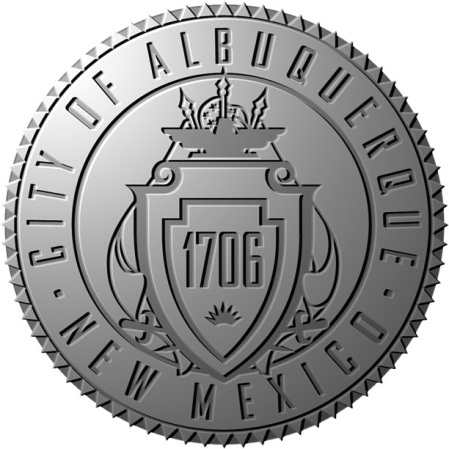 CITY OF ALBUQUERQUE
1706
· NEW MEXICO ·